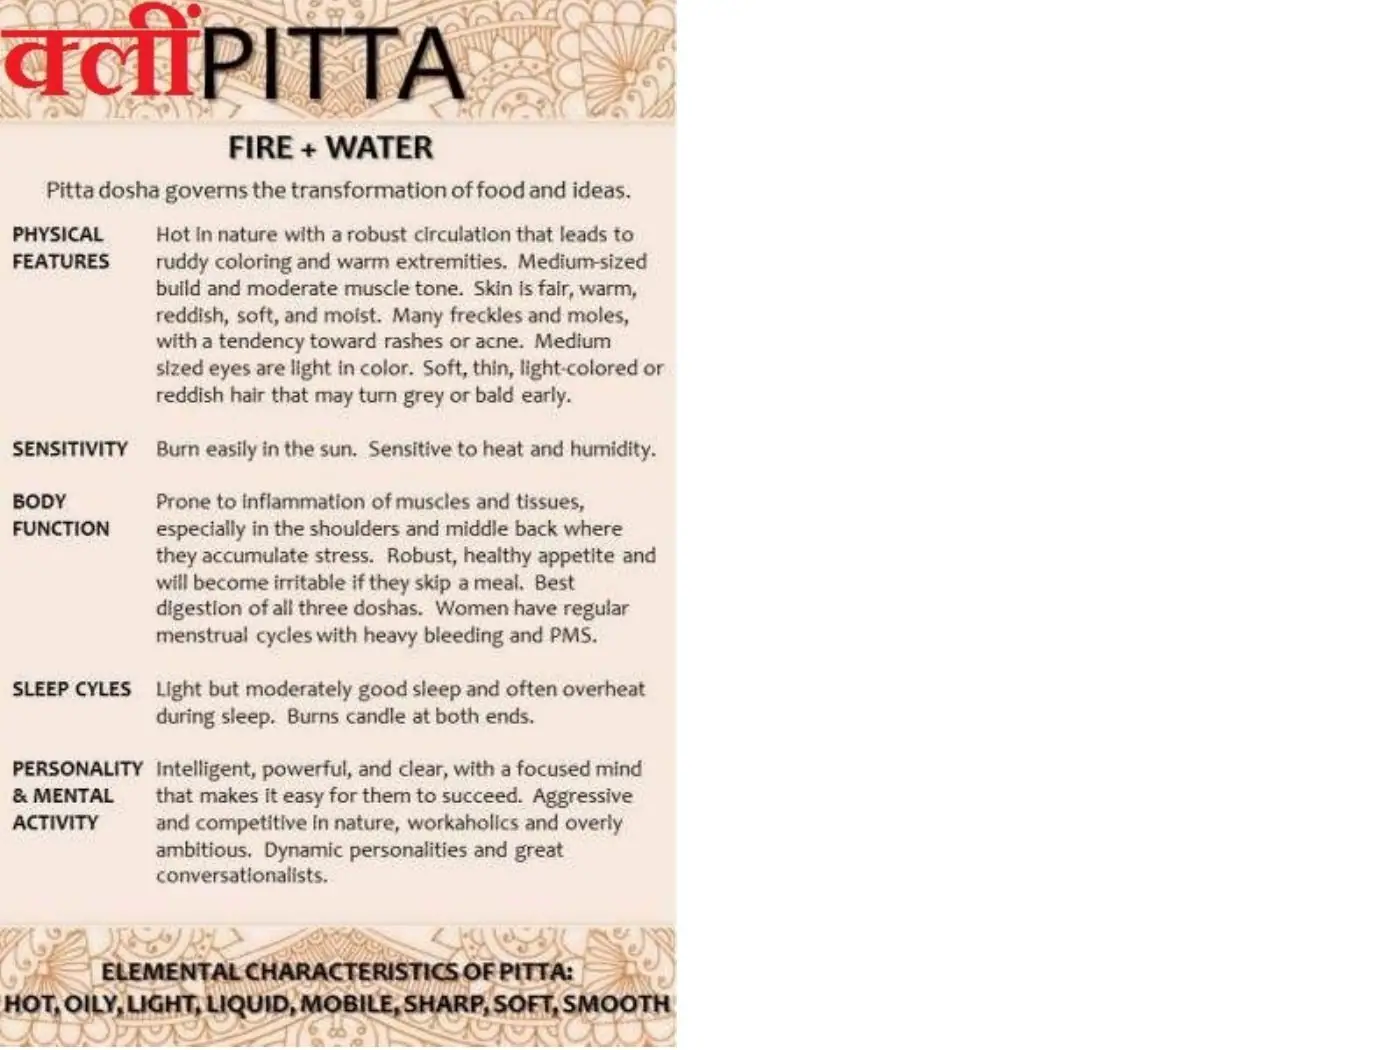 क्लीं PITTA
FIRE + WATER
Pitta dosha governs the transformation of food and ideas.
PHYSICAL FEATURES
Hot in nature with a robust circulation that leads to
ruddy coloring and warm extremities. Medium-sized
build and moderate muscle tone. Skin is fair, warm,
reddish, soft, and moist. Many freckles and moles,
with a tendency toward rashes or acne. Medium
sized eyes are light in color. Soft, thin, light-colored or
reddish hair that may turn grey or bald early.
SENSITIVITY
Burn easily in the sun. Sensitive to heat and humidity.
BODY FUNCTION
Prone to inflammation of muscles and tissues,
especially in the shoulders and middle back where
they accumulate stress. Robust, healthy appetite and
will become irritable if they skip a meal. Best
digestion of all three doshas. Women have regular
menstrual cycles with heavy bleeding and PMS.
SLEEP CYLES
Light but moderately good sleep and often overheat
during sleep. Burns candle at both ends.
PERSONALITY & MENTAL ACTIVITY
Intelligent, powerful, and clear, with a focused mind
that makes it easy for them to succeed. Aggressive
and competitive in nature, workaholics and overly
ambitious. Dynamic personalities and great
conversationalists.
ELEMENTAL CHARACTERISTICS OF PITTA:
HOT, OILY, LIGHT, LIQUID, MOBILE, SHARP, SOFT, SMOOTH